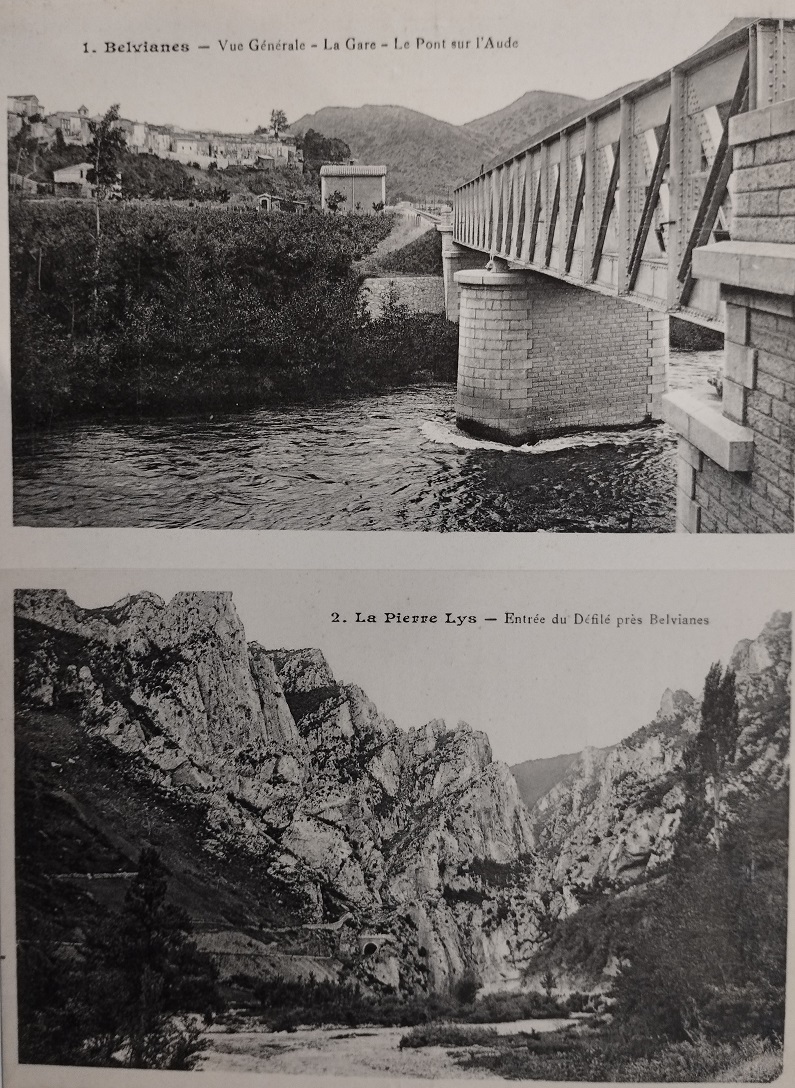 1. Belvianes — Vue Générale - La Gare - Le Pont sur l'Aude
2. La Pierre Lys — Entrée du Défilé près Belvianes